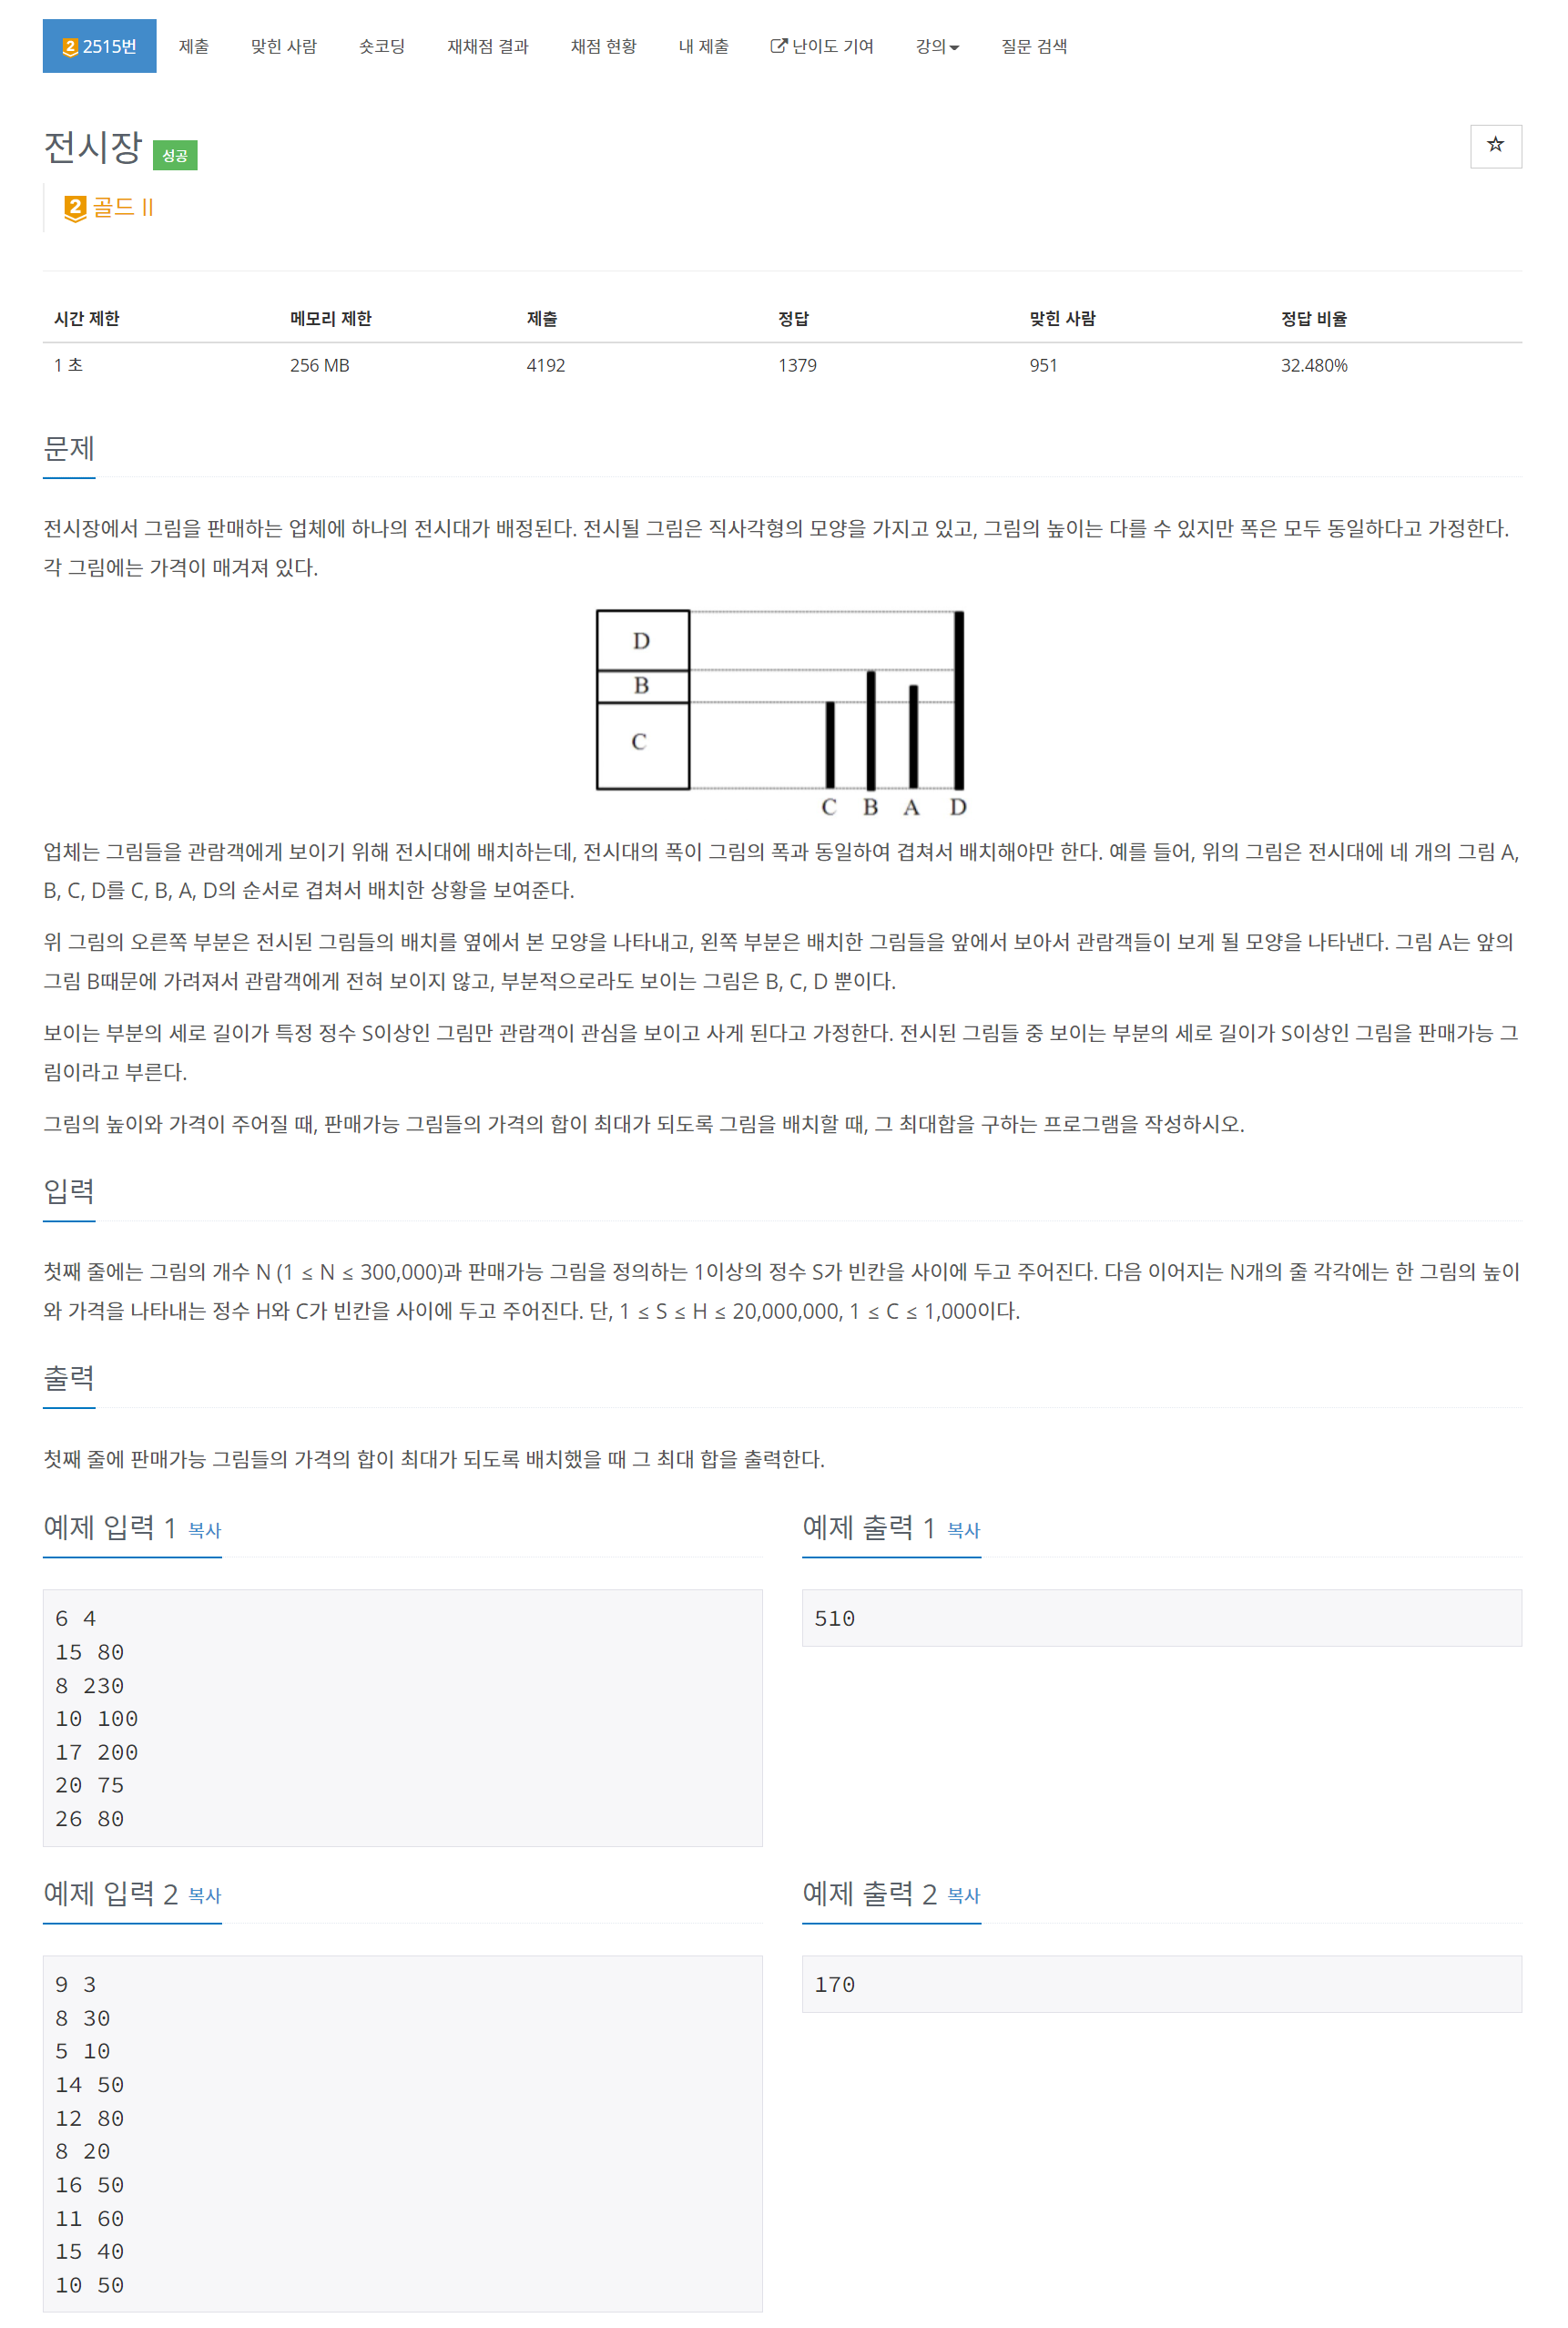 2 2515번 제출 맞힌 사람 숏코딩 재채점 결과 채점 현황 내 제출 난이도 기여 강의 질문 검색
전시장 성공
2 골드 II
시간 제한 메모리 제한 제출 정답 맞힌 사람 정답 비율
1 초 256 MB 4192 1379 951 32.480%
문제
전시장에서 그림을 판매하는 업체에 하나의 전시대가 배정된다. 전시될 그림은 직사각형의 모양을 가지고 있고, 그림의 높이는 다를 수 있지만 폭은 모두 동일하다고 가정한다.
각 그림에는 가격이 매겨져 있다.
D
B
C
C B A D
업체는 그림들을 관람객에게 보이기 위해 전시대에 배치하는데, 전시대의 폭이 그림의 폭과 동일하여 겹쳐서 배치해야만 한다. 예를 들어, 위의 그림은 전시대에 네 개의 그림 A,
B, C, D를 C, B, A, D의 순서로 겹쳐서 배치한 상황을 보여준다.
위 그림의 오른쪽 부분은 전시된 그림들의 배치를 옆에서 본 모양을 나타내고, 왼쪽 부분은 배치한 그림들을 앞에서 보아서 관람객들이 보게 될 모양을 나타낸다. 그림 A는 앞의
그림 B때문에 가려져서 관람객에게 전혀 보이지 않고, 부분적으로라도 보이는 그림은 B, C, D 뿐이다.
보이는 부분의 세로 길이가 특정 정수 S이상인 그림만 관람객이 관심을 보이고 사게 된다고 가정한다. 전시된 그림들 중 보이는 부분의 세로 길이가 S이상인 그림을 판매가능 그
림이라고 부른다.
그림의 높이와 가격이 주어질 때, 판매가능 그림들의 가격의 합이 최대가 되도록 그림을 배치할 때, 그 최대합을 구하는 프로그램을 작성하시오.
입력
첫째 줄에는 그림의 개수 N (1 ≤ N ≤ 300,000)과 판매가능 그림을 정의하는 1이상의 정수 S가 빈칸을 사이에 두고 주어진다. 다음 이어지는 N개의 줄 각각에는 한 그림의 높이
와 가격을 나타내는 정수 H와 C가 빈칸을 사이에 두고 주어진다. 단, 1 ≤ S ≤ H ≤ 20,000,000, 1 ≤ C ≤ 1,000이다.
출력
첫째 줄에 판매가능 그림들의 가격의 합이 최대가 되도록 배치했을 때 그 최대 합을 출력한다.
예제 입력 1 복사
6 4
15 80
8 230
10 100
17 200
20 75
26 80
예제 출력 1 복사
510
예제 입력 2 복사
9 3
8 30
5 10
14 50
12 80
8 20
16 50
11 60
15 40
10 50
예제 출력 2 복사
170